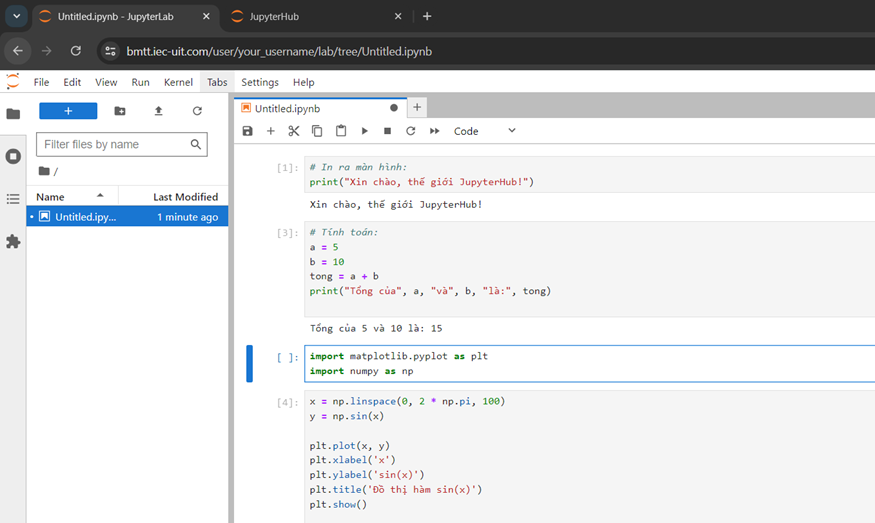 Untitled.ipynb - JupyterLab
JupyterHub
bmtt.iec-uit.com/user/your_username/lab/tree/Untitled.ipynb
File Edit View Run Kernel Tabs Settings Help
Filter files by name
/
Name Last Modified
Untitled.ipy... 1 minute ago
Untitled.ipynb
Code
[1]: # In ra màn hình:
print("Xin chào, thế giới JupyterHub!")
Xin chào, thế giới JupyterHub!
[3]: # Tính toán:
a = 5
b = 10
tong = a + b
print("Tổng của", a, "và", b, "là:", tong)
Tổng của 5 và 10 là: 15
[ ]: import matplotlib.pyplot as plt
import numpy as np
[4]: x = np.linspace(0, 2 * np.pi, 100)
y = np.sin(x)
plt.plot(x, y)
plt.xlabel('x')
plt.ylabel('sin(x)')
plt.title('Đồ thị hàm sin(x)')
plt.show()